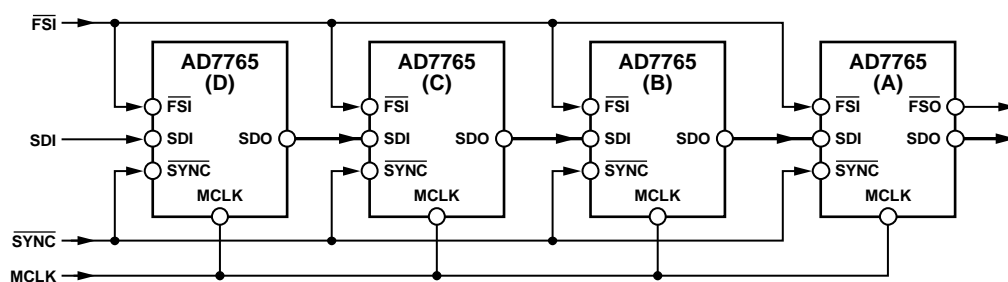 FSI
AD7765
(D)
FSI
SDI
SDO
SYNC
MCLK
AD7765
(C)
FSI
SDI
SDO
SYNC
MCLK
AD7765
(B)
FSI
SDI
SDO
SYNC
MCLK
AD7765
(A)
FSI
FSO
SDI
SDO
SYNC
MCLK
SDI
SYNC
MCLK